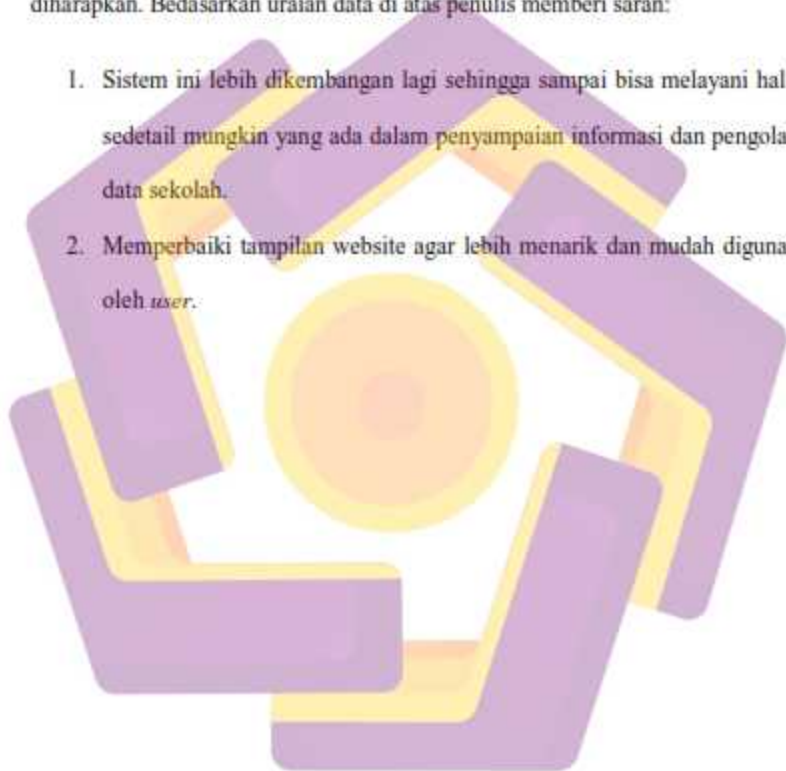 diharapkan. Bedasarkan uraian data di atas penulis memberi saran:
1. Sistem ini lebih dikembangan lagi sehingga sampai bisa melayani hal
sedetail mungkin yang ada dalam penyampaian informasi dan pengola
data sekolah.
2. Memperbaiki tampilan website agar lebih menarik dan mudah diguna
oleh user.